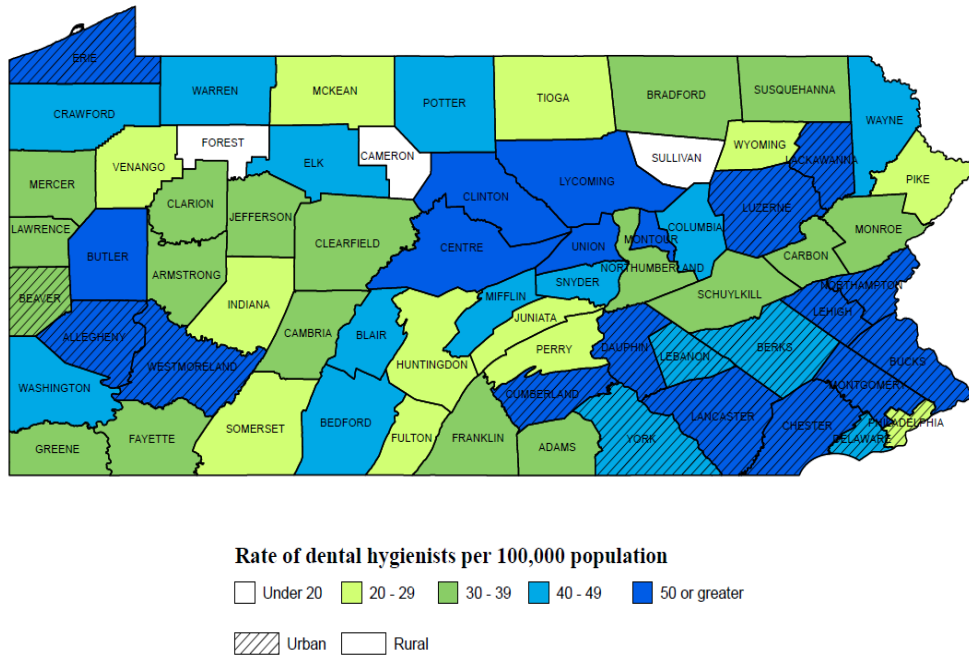 ERIE
WARREN
MCKEAN
POTTER
TIOGA
BRADFORD
SUSQUEHANNA
CRAWFORD
WAYNE
FOREST
CAMERON
SULLIVAN
WYOMING
LACKAWANNA
VENANGO
ELK
PIKE
MERCER
LYCOMING
CLINTON
LUZERNE
CLARION
JEFFERSON
COLUMBIA
LAWRENCE
MONROE
CLEARFIELD
CENTRE
UNION
MONTOUR
BUTLER
CARBON
NORTHUMBERLAND
ARMSTRONG
BEAVER
MIFFLIN
SNYDER
NORTHAMPTON
SCHUYLKILL
INDIANA
LEHIGH
JUNIATA
CAMBRIA
BLAIR
ALLEGHENY
DAUPHIN
PERRY
LEBANON
BERKS
HUNTINGDON
BUCKS
WESTMORELAND
WASHINGTON
MONTGOMERY
CUMBERLAND
LANCASTER
BEDFORD
SOMERSET
CHESTER
PHILADELPHIA
FAYETTE
FULTON
FRANKLIN
ADAMS
YORK
DELAWARE
GREENE
Rate of dental hygienists per 100,000 population
Under 20 20 - 29 30 - 39 40 - 49 50 or greater
Urban Rural